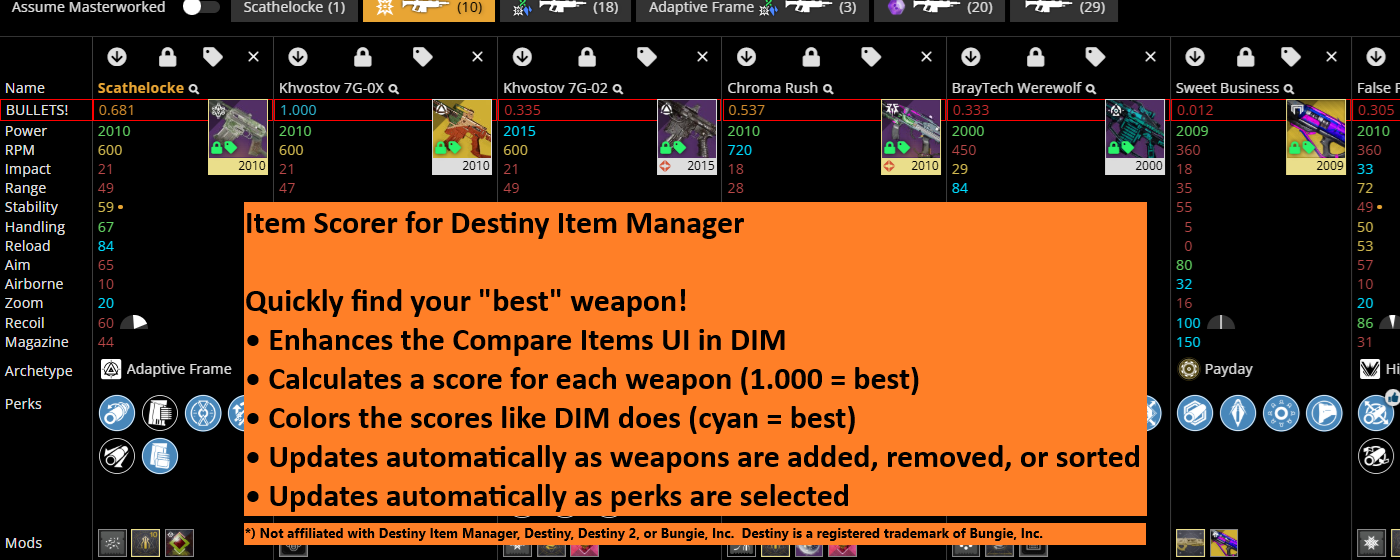 Assume Masterworked Scathelocke (1) (10) (18) Adaptive Frame (3) (20) (29)
Name Scathelocke Khvostov 7G-0X Khvostov 7G-02 Chroma Rush BrayTech Werewolf Sweet Business False F
BULLETS! 0.681 1.000 0.335 0.537 0.333 0.012 0.305
Power 2010 2010 2015 2010 2000 2009 2010
RPM 600 600 600 720 450 360 360
2010 2010 2015 2010 2000 2009
Impact 21 21 21 18 29 18 33
Range 49 47 49 28 84 35 72
Stability 59 55 49
Handling 67 5 50
Reload 84 0 53
Aim 65 80 57
Airborne 10 32 10
Zoom 20 16 20
Recoil 60 100 86
Magazine 44 150 31
Archetype Adaptive Frame Payday Hi
Perks
Mods 10
Item Scorer for Destiny Item Manager
Quickly find your "best" weapon!
• Enhances the Compare Items UI in DIM
• Calculates a score for each weapon (1.000 = best)
• Colors the scores like DIM does (cyan = best)
• Updates automatically as weapons are added, removed, or sorted
• Updates automatically as perks are selected
*) Not affiliated with Destiny Item Manager, Destiny, Destiny 2, or Bungie, Inc. Destiny is a registered trademark of Bungie, Inc.